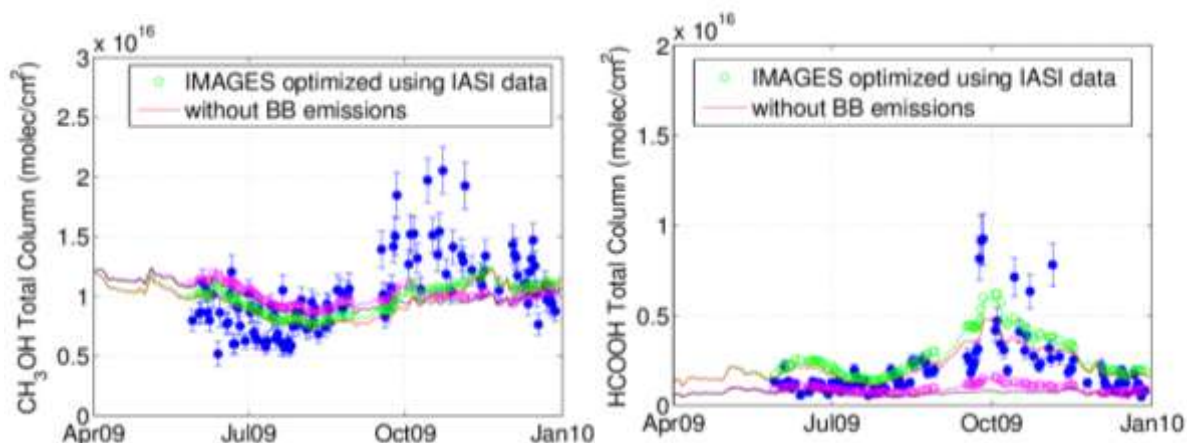 x 10^16
3
2.5
2
1.5
1
0.5
0
CH₃OH Total Column (molec/cm²)
IMAGES optimized using IASI data
without BB emissions
Apr09 Jul09 Oct09 Jan10
x 10^16
2
1.5
1
0.5
0
HCOOH Total Column (molec/cm²)
IMAGES optimized using IASI data
without BB emissions
Apr09 Jul09 Oct09 Jan10